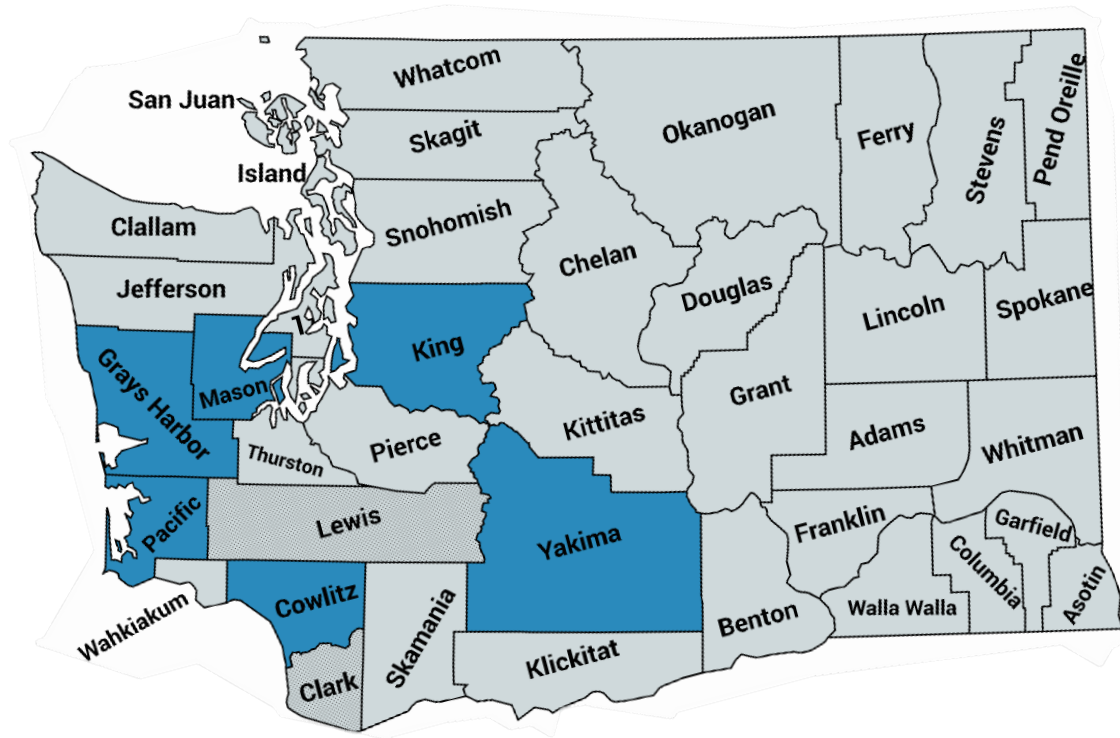 Whatcom
San Juan
Skagit
Okanogan
Ferry
Stevens
Pend Oreille
Island
Clallam
Snohomish
Chelan
Jefferson
Douglas
Lincoln
Spokane
King
Grays Harbor
Mason
Kittitas
Grant
Adams
Whitman
Thurston
Pierce
Pacific
Lewis
Yakima
Franklin
Garfield
Columbia
Asotin
Wahkiakum
Cowlitz
Skamania
Benton
Walla Walla
Clark
Klickitat